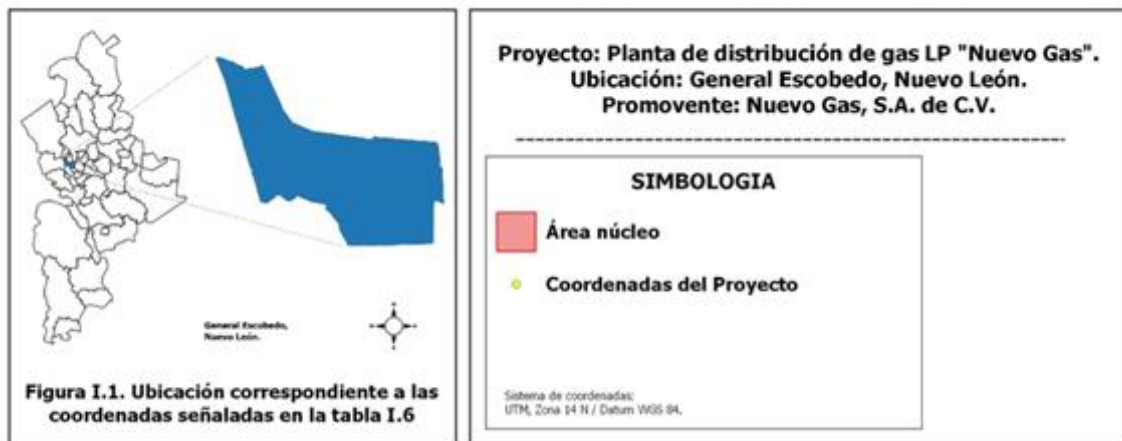 General Escobedo,
Nuevo León.
Figura I.1. Ubicación correspondiente a las
coordenadas señaladas en la tabla I.6
Proyecto: Planta de distribución de gas LP "Nuevo Gas".
Ubicación: General Escobedo, Nuevo León.
Promovente: Nuevo Gas, S.A. de C.V.
SIMBOLOGIA
Área núcleo
Coordenadas del Proyecto
Sistema de coordenadas:
UTM, Zona 14 N / Datum WGS 84.